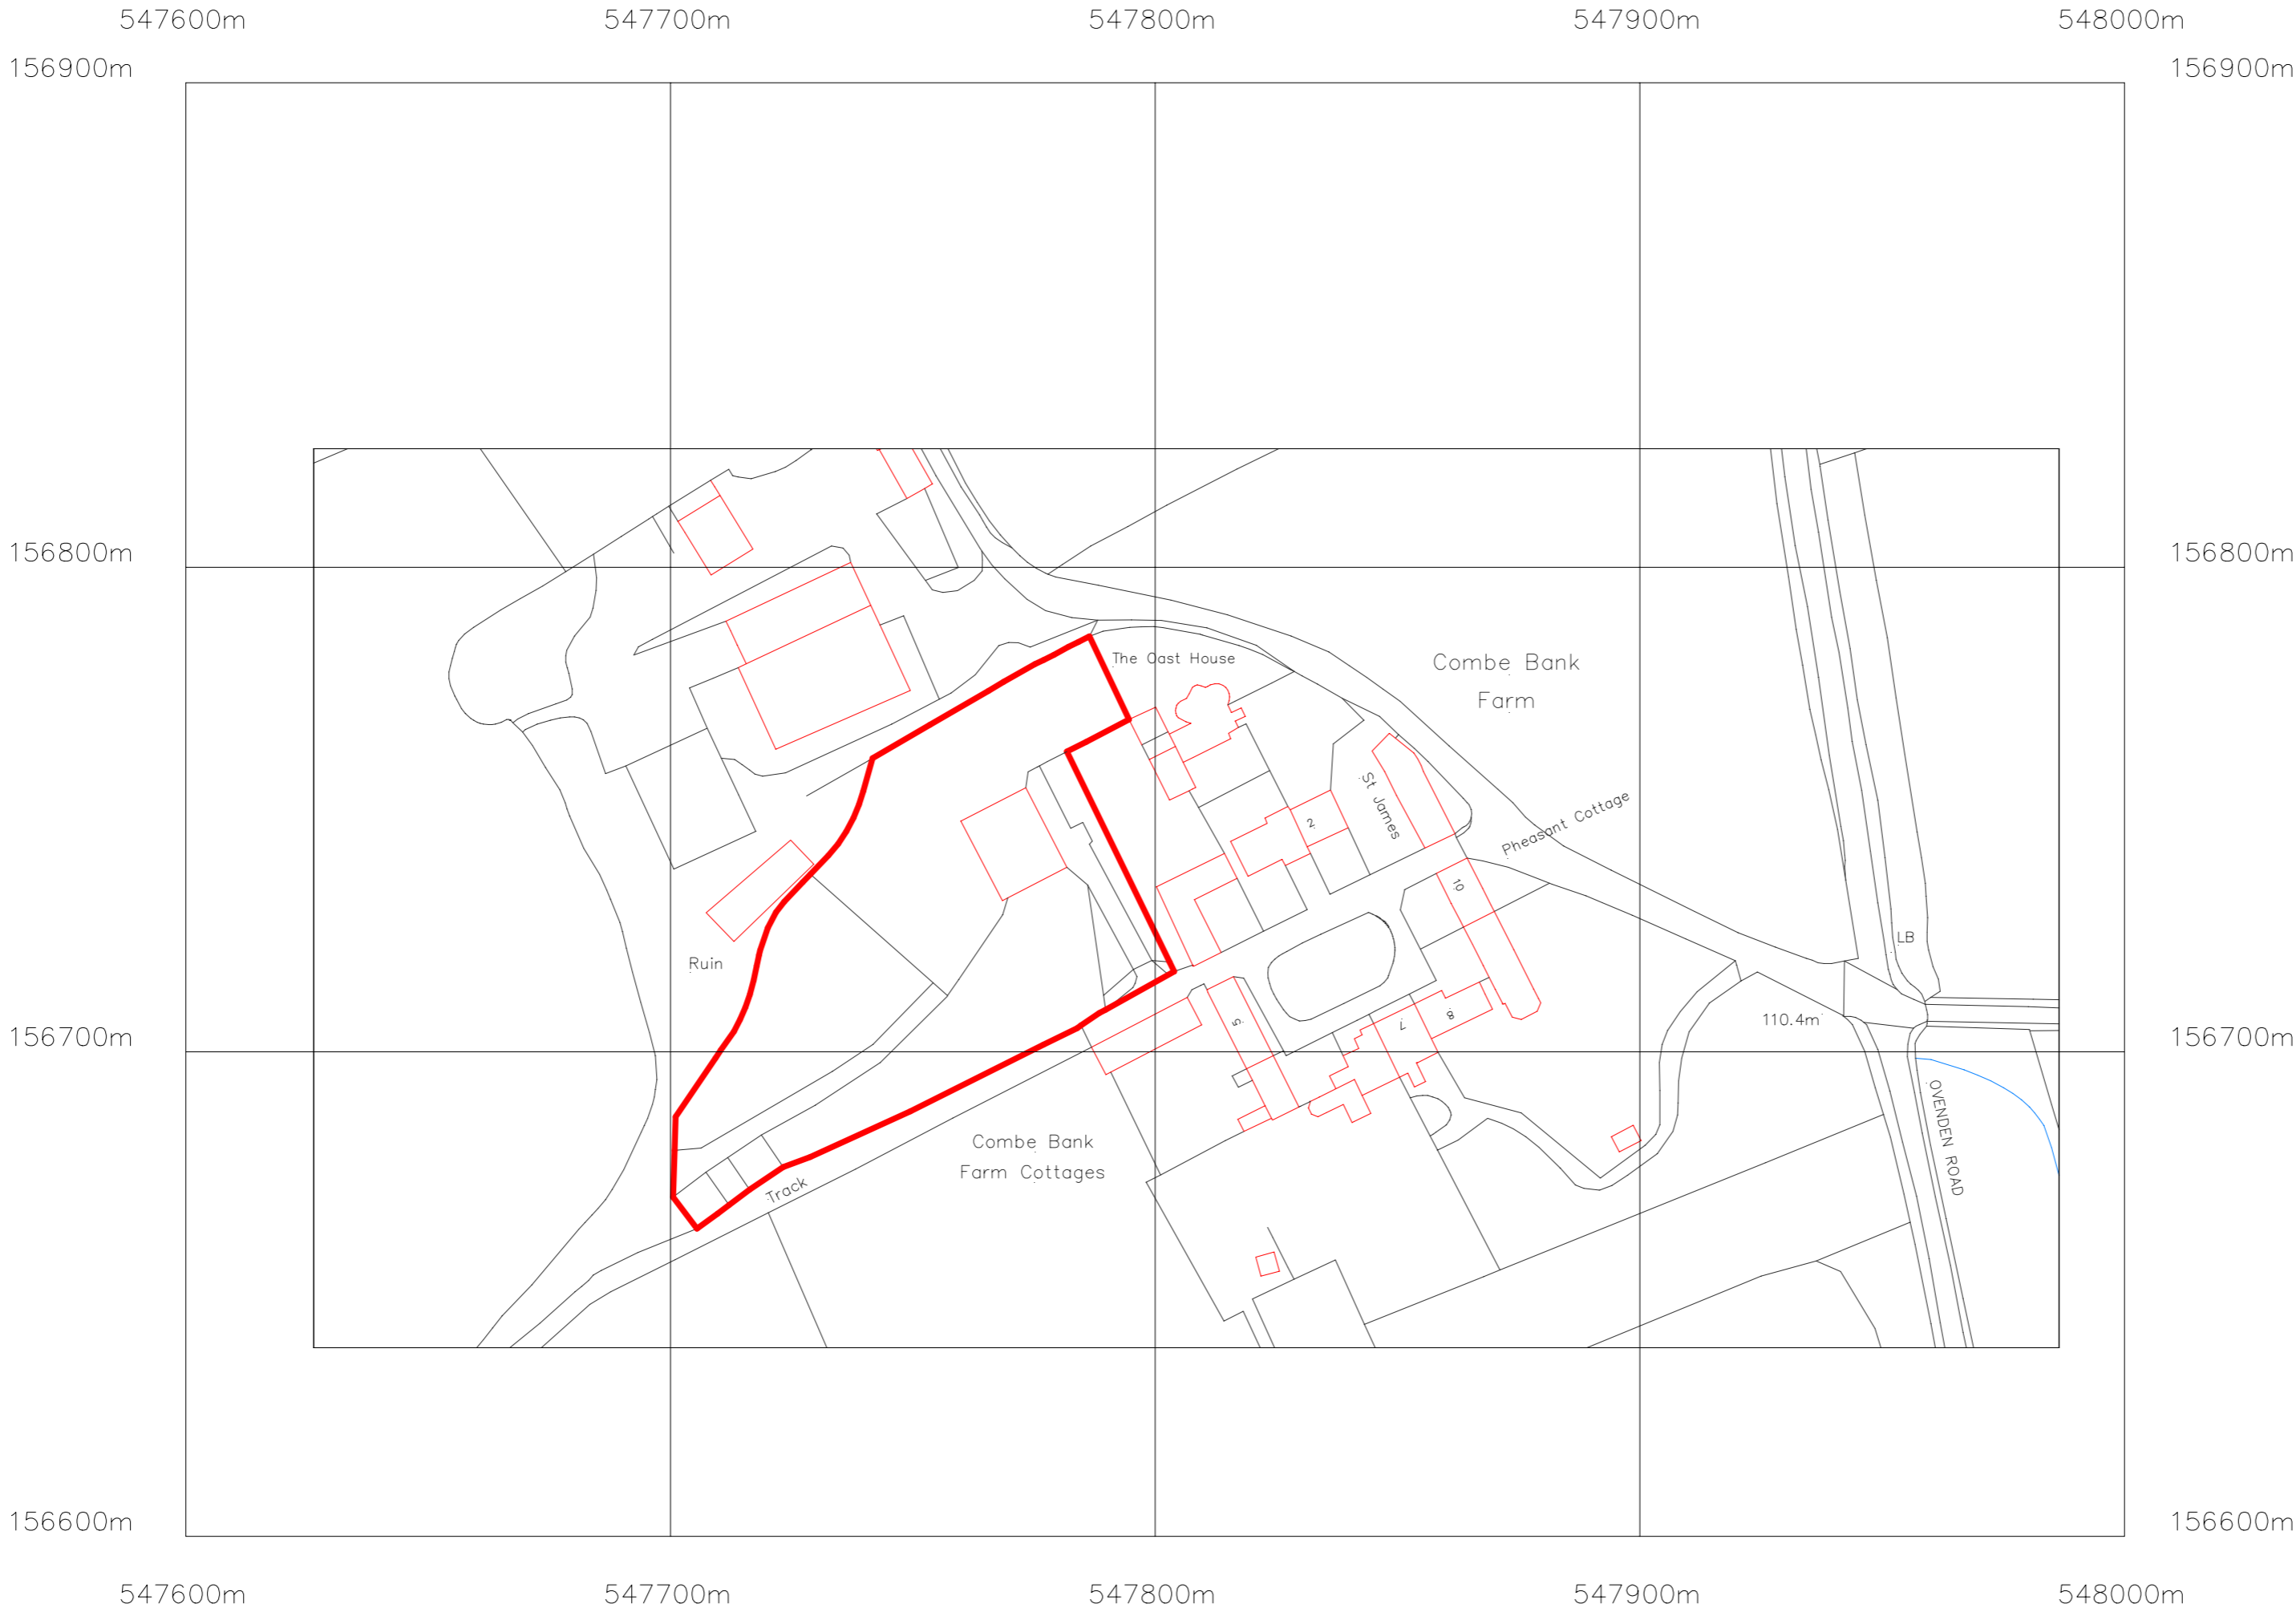 547600m 547700m 547800m 547900m 548000m
156900m 156900m
156800m 156800m
The Oast House
Combe Bank
Farm
St James
2
Pheasant Cottage
10
LB
Ruin
5
7
8
110.4m
156700m 156700m
OVENDEN ROAD
Combe Bank
Farm Cottages
Track
156600m 156600m
547600m 547700m 547800m 547900m 548000m